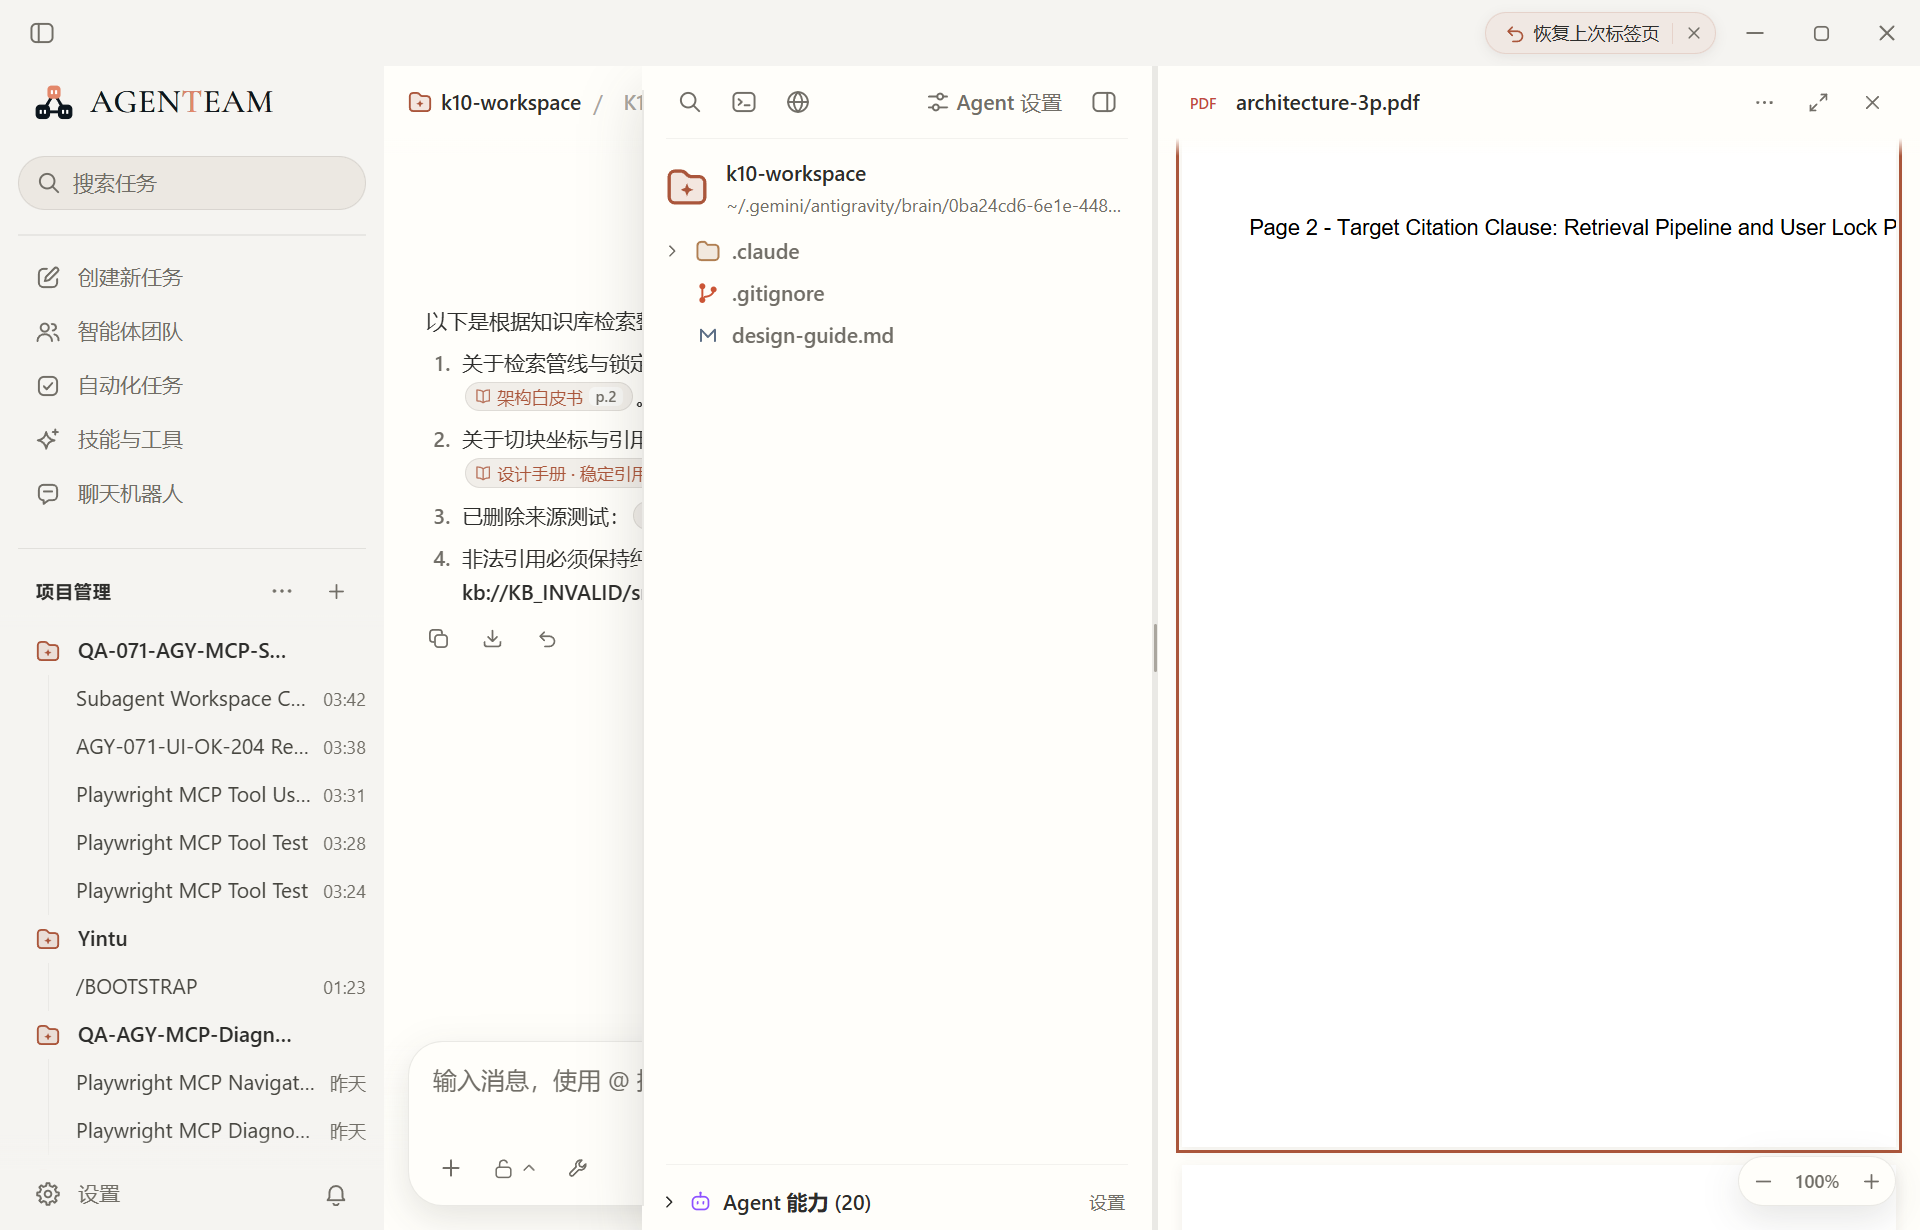 恢复上次标签页
AGENTEAM
搜索任务
创建新任务
智能体团队
自动化任务
技能与工具
聊天机器人
项目管理
QA-071-AGY-MCP-S...
Subagent Workspace C... 03:42
AGY-071-UI-OK-204 Re... 03:38
Playwright MCP Tool Us... 03:31
Playwright MCP Tool Test 03:28
Playwright MCP Tool Test 03:24
Yintu
/BOOTSTRAP 01:23
QA-AGY-MCP-Diagn...
Playwright MCP Navigat... 昨天
Playwright MCP Diagno... 昨天
设置
k10-workspace / K1
以下是根据知识库检索
1. 关于检索管线与锁定
架构白皮书 p.2 。
2. 关于切块坐标与引用
设计手册 · 稳定引用
3. 已删除来源测试：
4. 非法引用必须保持纯
kb://KB_INVALID/s
输入消息，使用 @
Agent 设置
k10-workspace
~/.gemini/antigravity/brain/0ba24cd6-6e1e-448...
.claude
.gitignore
design-guide.md
Agent 能力 (20) 设置
PDF architecture-3p.pdf
Page 2 - Target Citation Clause: Retrieval Pipeline and User Lock P
100%